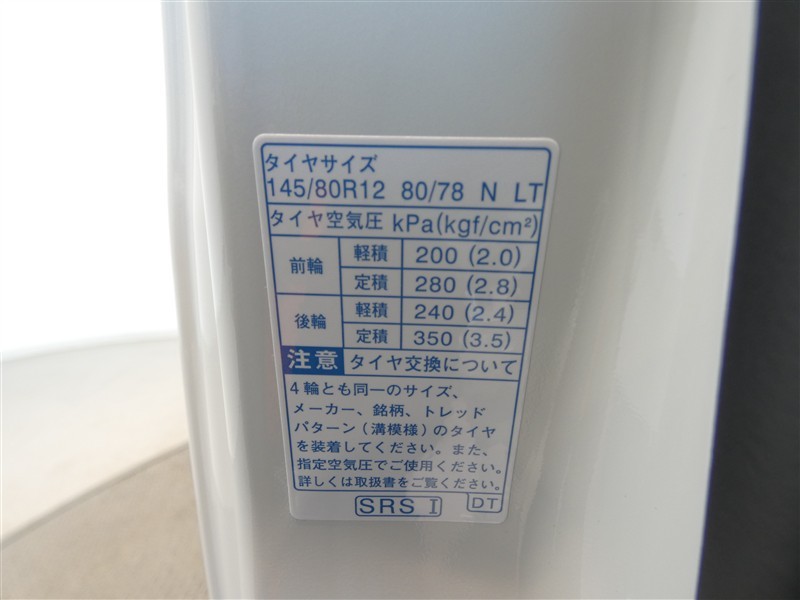 タイヤサイズ
145/80R12 80/78 N LT
タイヤ空気圧 kPa(kgf/cm²)
前輪 軽積 200 (2.0)
定積 280 (2.8)
後輪 軽積 240 (2.4)
定積 350 (3.5)
注意 タイヤ交換について
4輪とも同一のサイズ、
メーカー、銘柄、トレッド
パターン(溝模様)のタイヤ
を装着してください。また、
指定空気圧でご使用ください。
詳しくは取扱書をご覧ください。
SRS I DT